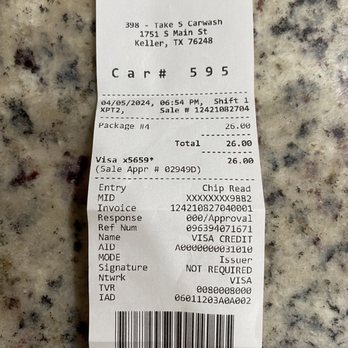 398 - Take 5 Carwash
1751 S Main St
Keller, TX 76248
Car# 595
04/05/2024, 06:54 PM, Shift 1
XPT2, Sale # 12421082704
Package #4 26.00
Total 26.00
Visa x5659* 26.00
(Sale Appr # 02949D)
Entry Chip Read
MID XXXXXXXX9882
Invoice 124210827040001
Response 000/Approval
Ref Num 096394071671
Name VISA CREDIT
AID A0000000031010
MODE Issuer
Signature NOT REQUIRED
Ntwrk VISA
TVR 0080008000
IAD 06011203A0A002